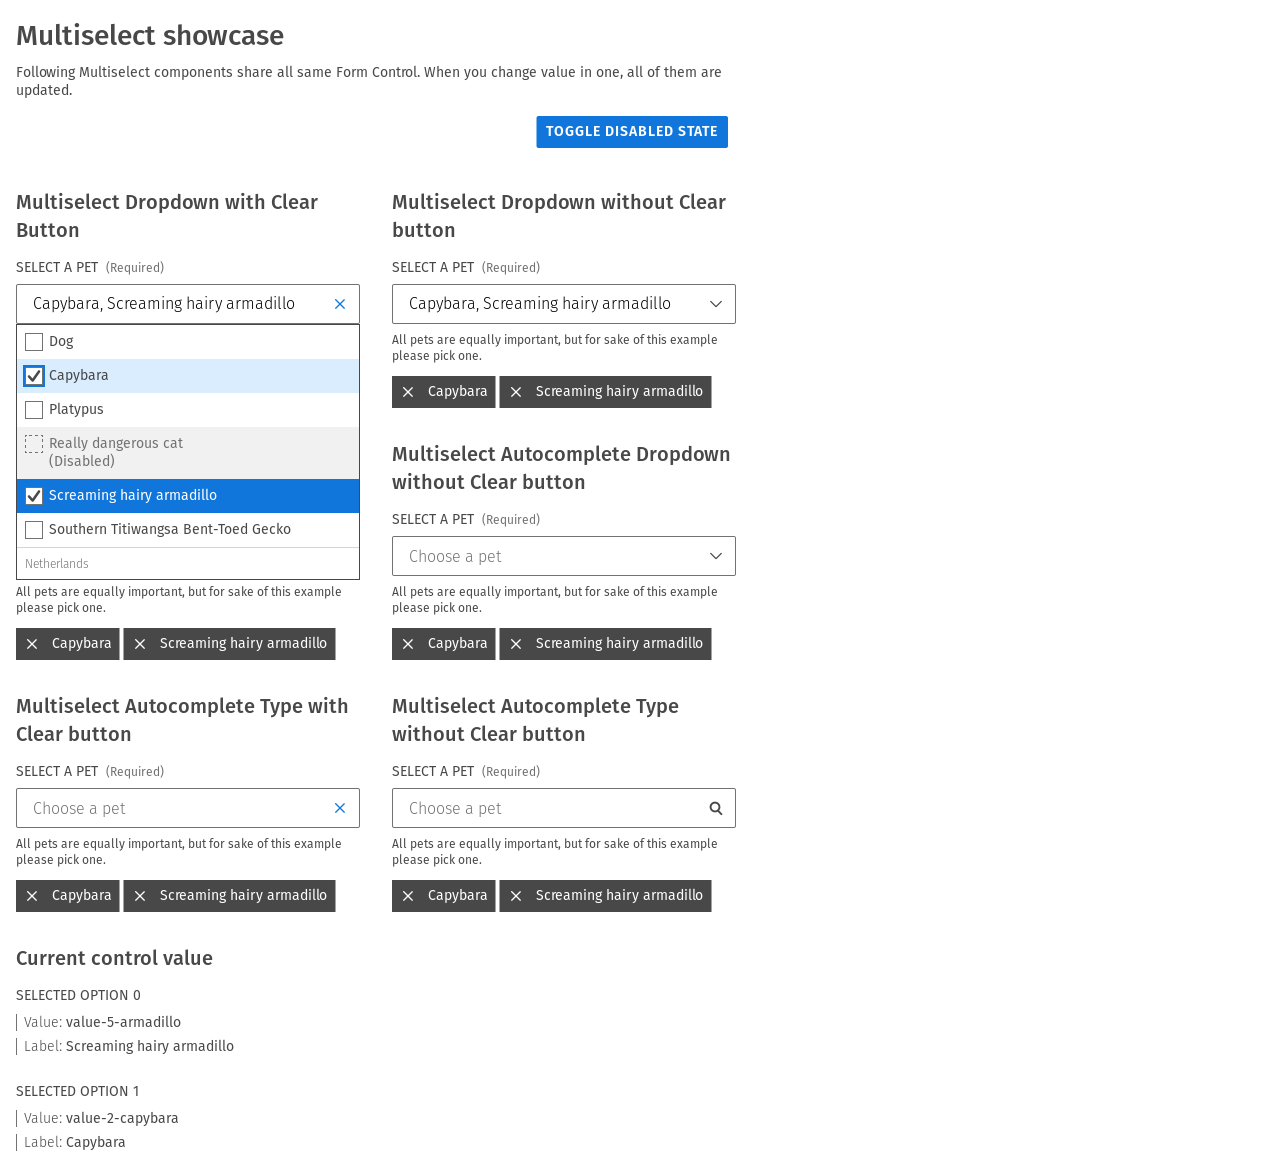 Multiselect showcase
Following Multiselect components share all same Form Control. When you change value in one, all of them are
updated.
TOGGLE DISABLED STATE
Multiselect Dropdown with Clear
Button
SELECT A PET (Required)
Capybara, Screaming hairy armadillo
Dog
Capybara
Platypus
Really dangerous cat
(Disabled)
Screaming hairy armadillo
Southern Titiwangsa Bent-Toed Gecko
Netherlands
All pets are equally important, but for sake of this example
please pick one.
Capybara
Screaming hairy armadillo
Multiselect Dropdown without Clear
button
SELECT A PET (Required)
Capybara, Screaming hairy armadillo
All pets are equally important, but for sake of this example
please pick one.
Capybara
Screaming hairy armadillo
Multiselect Autocomplete Dropdown
without Clear button
SELECT A PET (Required)
Choose a pet
All pets are equally important, but for sake of this example
please pick one.
Capybara
Screaming hairy armadillo
Multiselect Autocomplete Type with
Clear button
SELECT A PET (Required)
Choose a pet
All pets are equally important, but for sake of this example
please pick one.
Capybara
Screaming hairy armadillo
Multiselect Autocomplete Type
without Clear button
SELECT A PET (Required)
Choose a pet
All pets are equally important, but for sake of this example
please pick one.
Capybara
Screaming hairy armadillo
Current control value
SELECTED OPTION 0
Value: value-5-armadillo
Label: Screaming hairy armadillo
SELECTED OPTION 1
Value: value-2-capybara
Label: Capybara